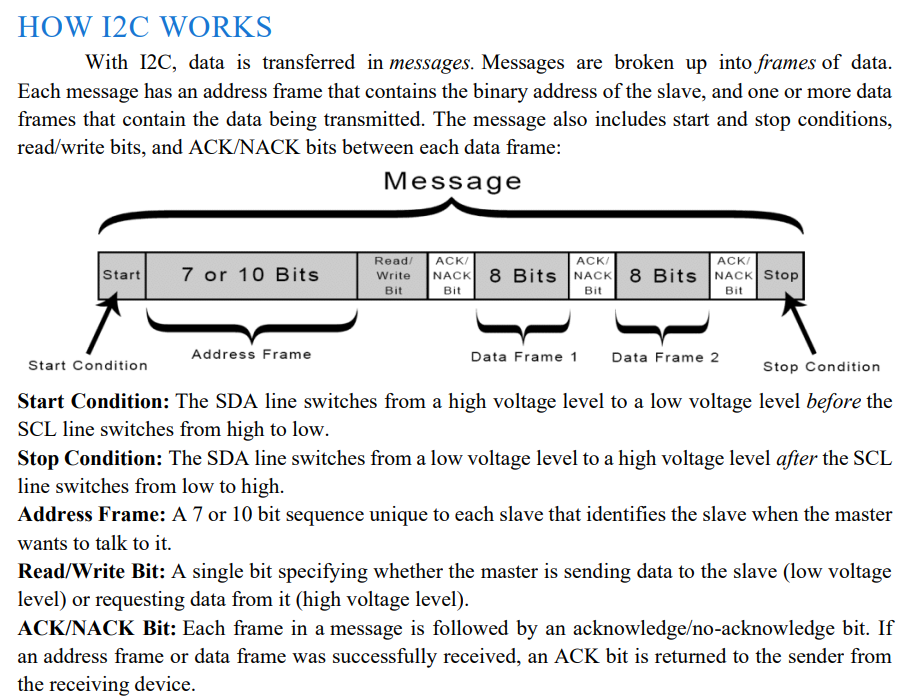 HOW I2C WORKS
With I2C, data is transferred in messages. Messages are broken up into frames of data.
Each message has an address frame that contains the binary address of the slave, and one or more data
frames that contain the data being transmitted. The message also includes start and stop conditions,
read/write bits, and ACK/NACK bits between each data frame:
Message
Start
7 or 10 Bits
Read/
Write
Bit
ACK/
NACK
Bit
8 Bits
ACK/
NACK
Bit
8 Bits
ACK/
NACK
Bit
Stop
Start Condition
Address Frame
Data Frame 1
Data Frame 2
Stop Condition
Start Condition: The SDA line switches from a high voltage level to a low voltage level before the
SCL line switches from high to low.
Stop Condition: The SDA line switches from a low voltage level to a high voltage level after the SCL
line switches from low to high.
Address Frame: A 7 or 10 bit sequence unique to each slave that identifies the slave when the master
wants to talk to it.
Read/Write Bit: A single bit specifying whether the master is sending data to the slave (low voltage
level) or requesting data from it (high voltage level).
ACK/NACK Bit: Each frame in a message is followed by an acknowledge/no-acknowledge bit. If
an address frame or data frame was successfully received, an ACK bit is returned to the sender from
the receiving device.